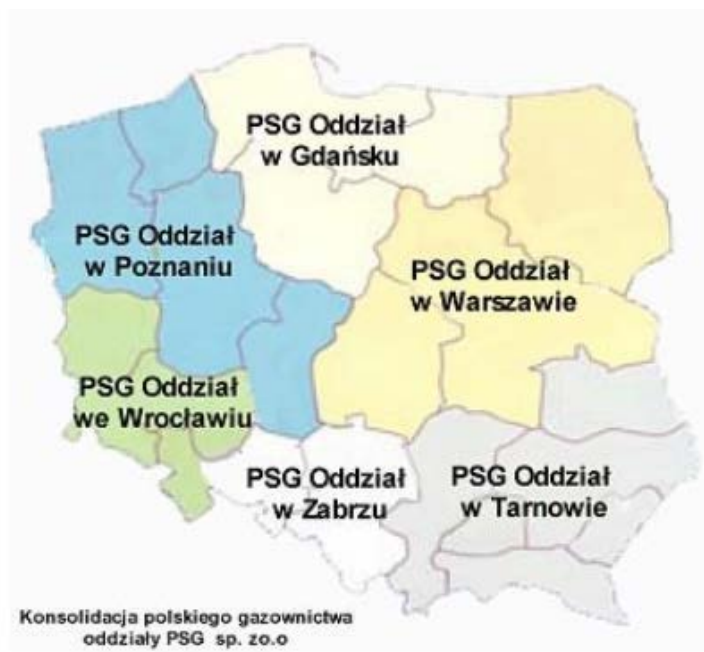 PSG Oddział
w Gdańsku
PSG Oddział
w Poznaniu
PSG Oddział
w Warszawie
PSG Oddział
we Wrocławiu
PSG Oddział
w Zabrzu
PSG Oddział
w Tarnowie
Konsolidacja polskiego gazownictwa
oddziały PSG sp. zo.o